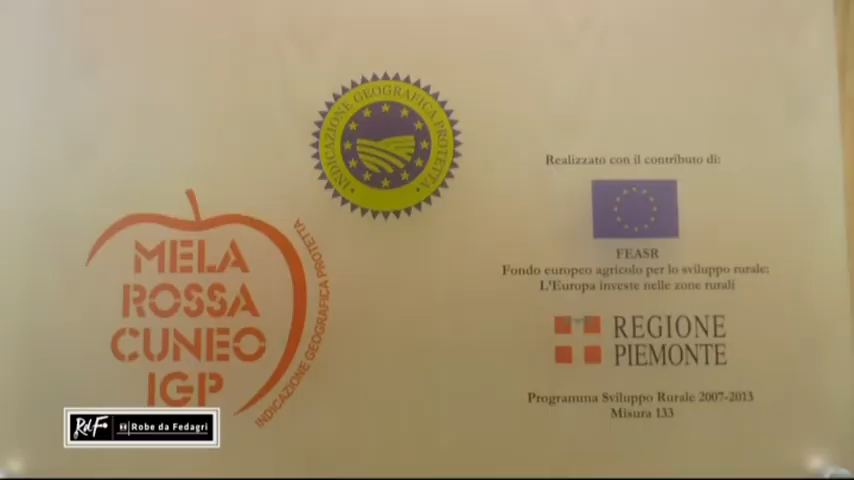 INDICAZIONE GEOGRAFICA PROTETTA
MELA
ROSSA
CUNEO
IGP
INDICAZIONE GEOGRAFICA PROTETTA
Realizzato con il contributo di:
FEASR
Fondo europeo agricolo per lo sviluppo rurale:
L'Europa investe nelle zone rurali
REGIONE
PIEMONTE
Programma Sviluppo Rurale 2007-2013
Misura 133
RdF
Robe da Fedagri